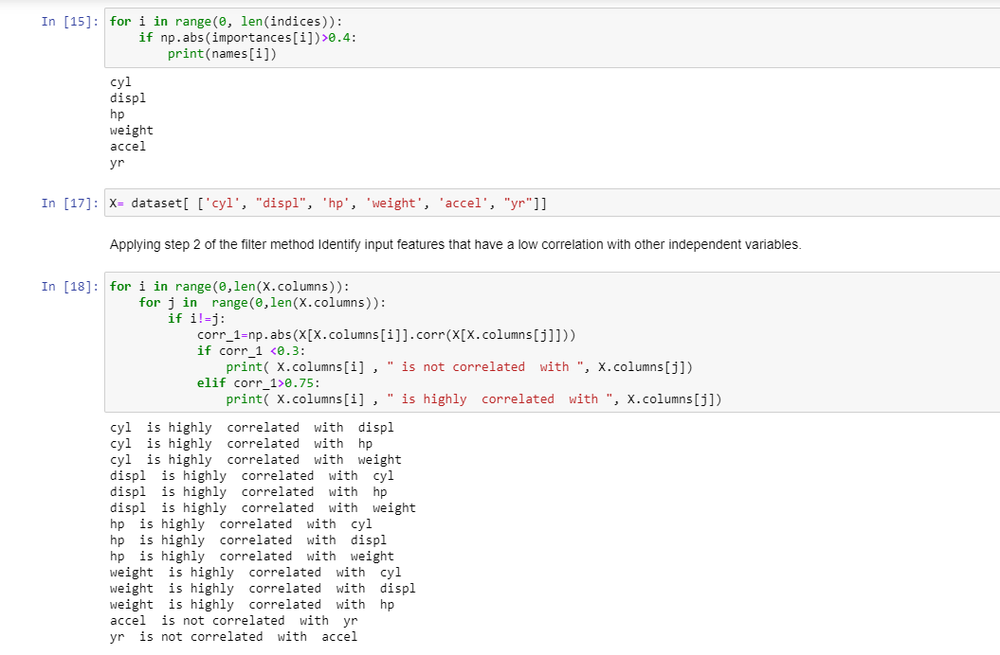 In [15]: for i in range(0, len(indices)):
    if np.abs(importances[i])>0.4:
        print(names[i])
cyl
displ
hp
weight
accel
yr
In [17]: X= dataset[ ['cyl', "displ", 'hp', 'weight', 'accel', "yr"]]
Applying step 2 of the filter method Identify input features that have a low correlation with other independent variables.
In [18]: for i in range(0,len(X.columns)):
    for j in  range(0,len(X.columns)):
        if i!=j:
            corr_1=np.abs(X[X.columns[i]].corr(X[X.columns[j]]))
            if corr_1 <0.3:
                print( X.columns[i] , " is not correlated  with ", X.columns[j])
            elif corr_1>0.75:
                print( X.columns[i] , " is highly  correlated  with ", X.columns[j])
cyl  is highly  correlated  with  displ
cyl  is highly  correlated  with  hp
cyl  is highly  correlated  with  weight
displ  is highly  correlated  with  cyl
displ  is highly  correlated  with  hp
displ  is highly  correlated  with  weight
hp  is highly  correlated  with  cyl
hp  is highly  correlated  with  displ
hp  is highly  correlated  with  weight
weight  is highly  correlated  with  cyl
weight  is highly  correlated  with  displ
weight  is highly  correlated  with  hp
accel  is not correlated  with  yr
yr  is not correlated  with  accel